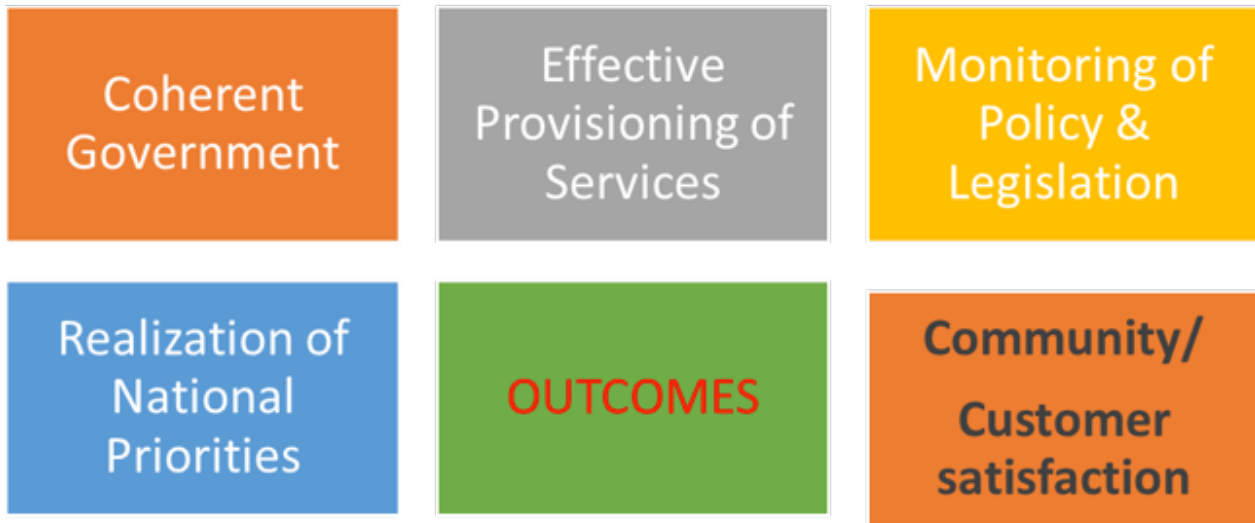 Coherent
Government
Effective
Provisioning of
Services
Monitoring of
Policy &
Legislation
Realization of
National
Priorities
OUTCOMES
Community/
Customer
satisfaction